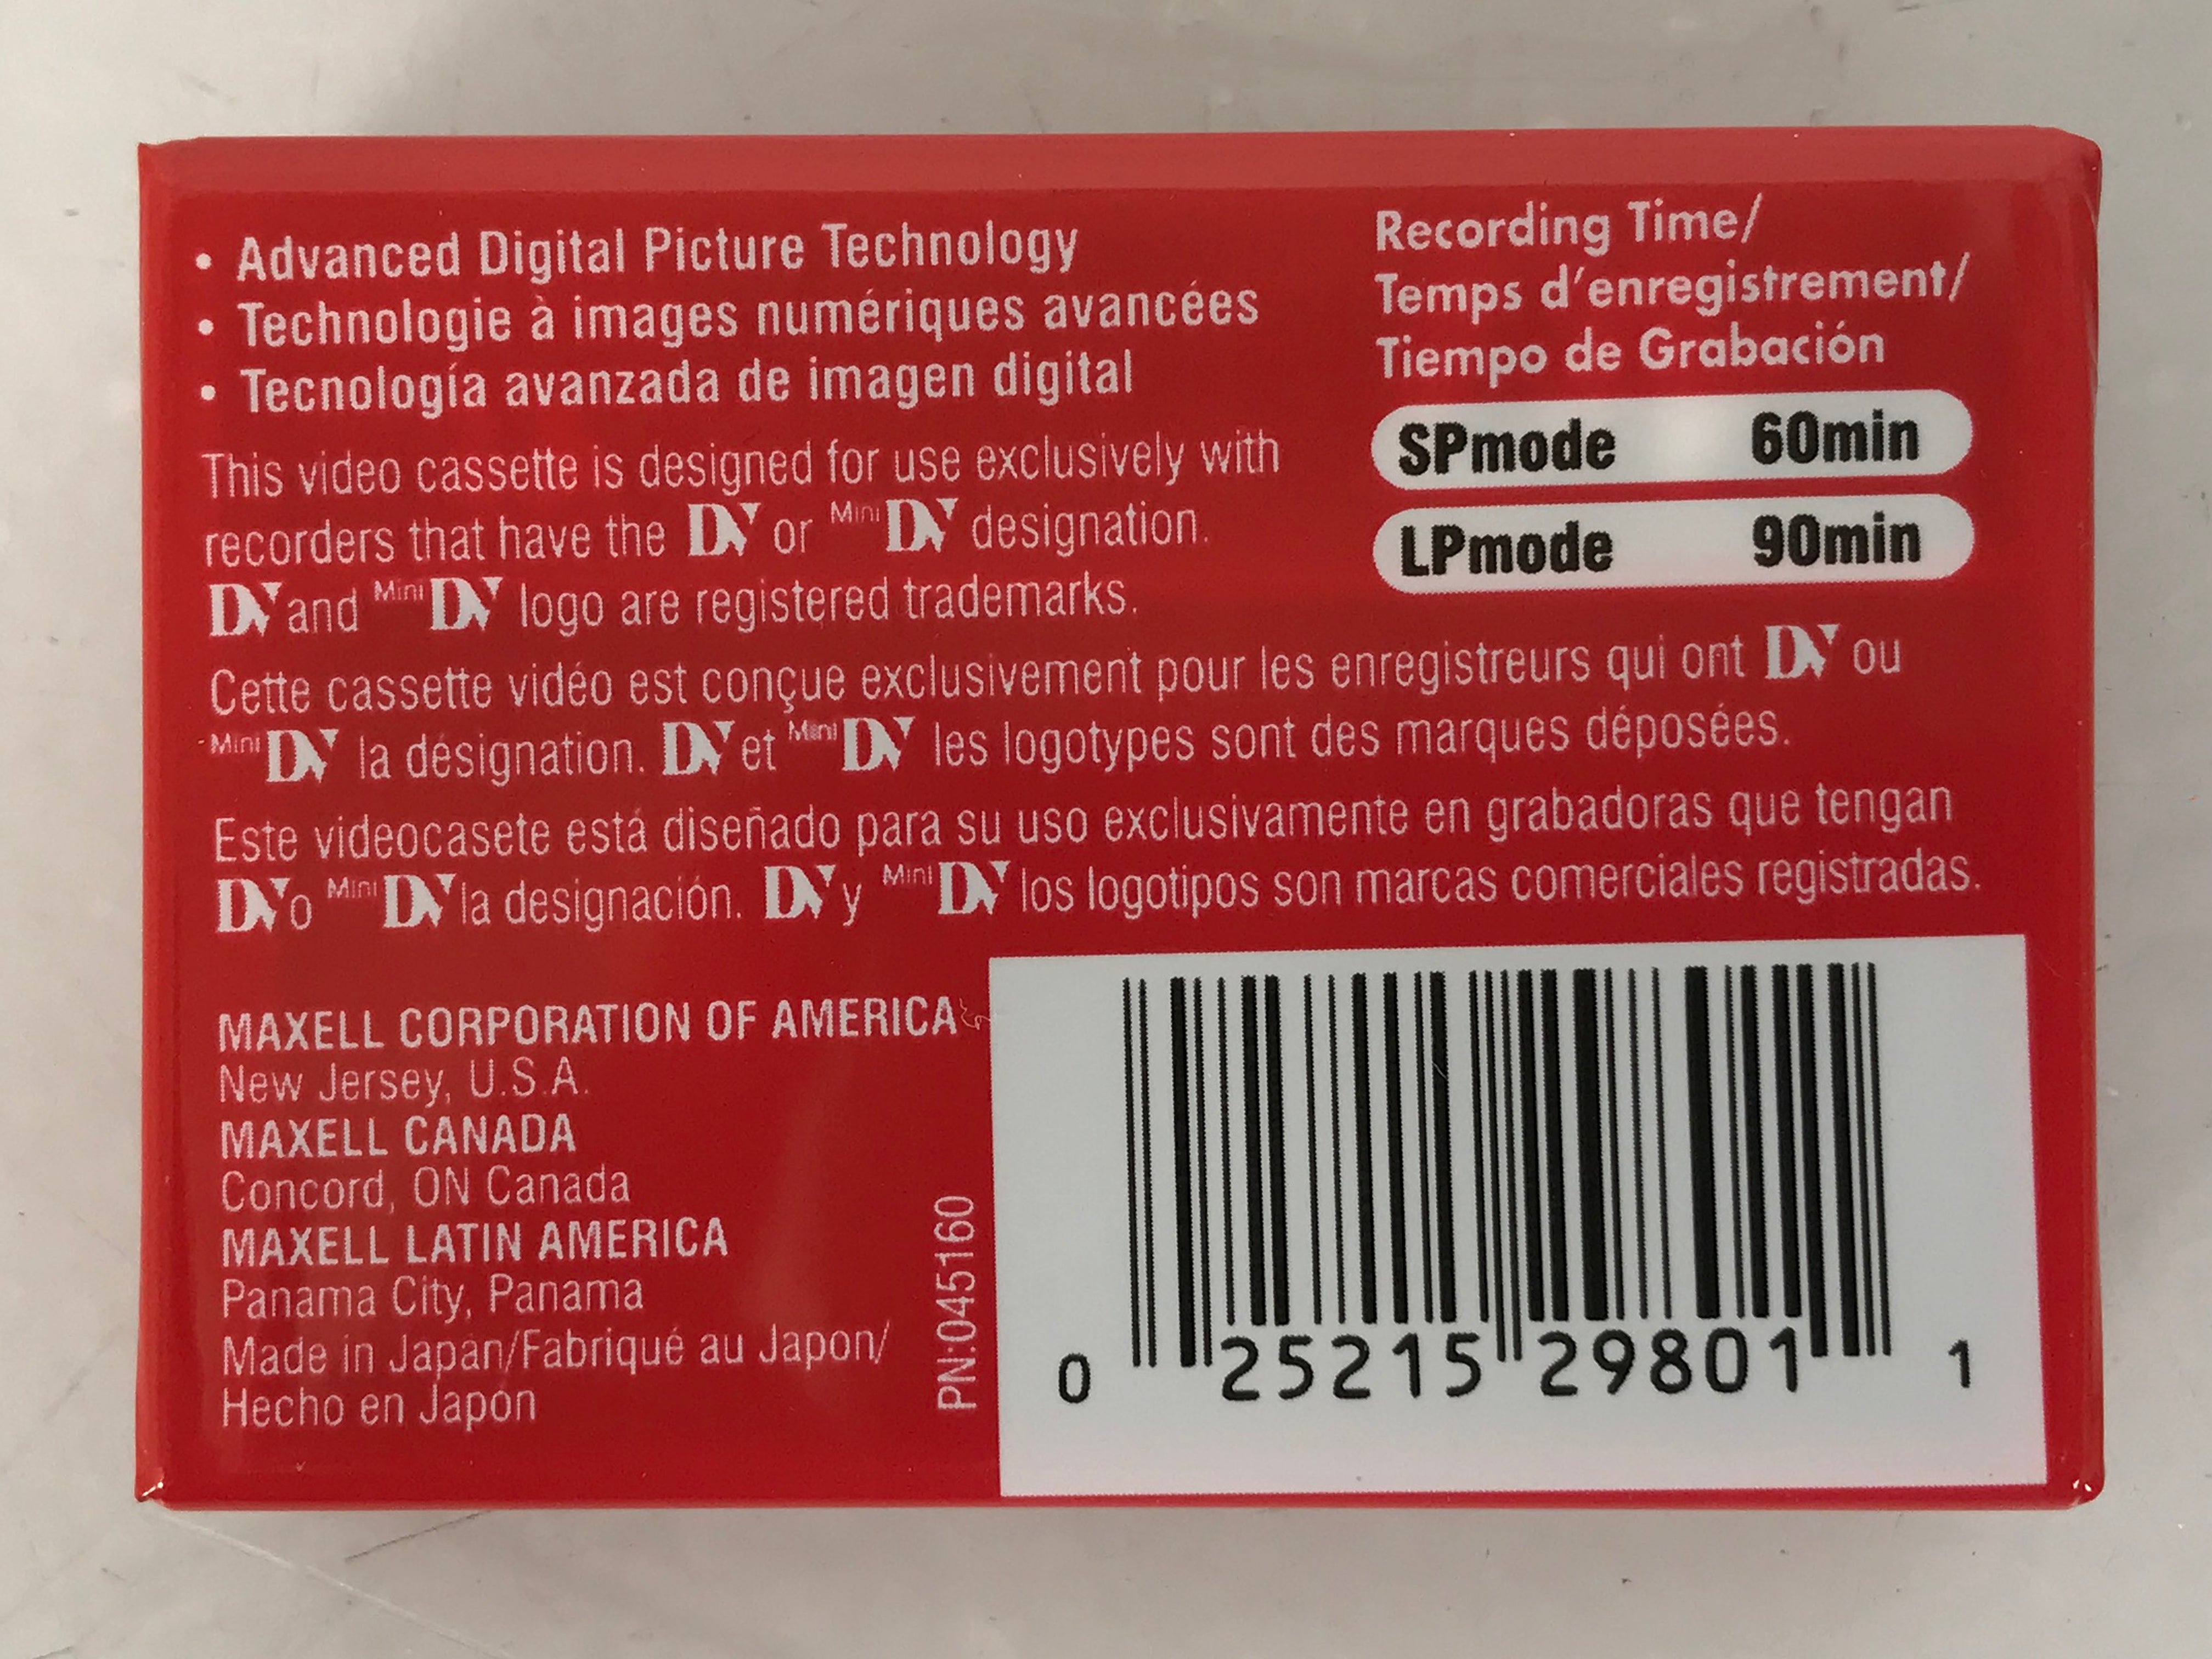 • Advanced Digital Picture Technology
• Technologie à images numériques avancées
• Tecnología avanzada de imagen digital
This video cassette is designed for use exclusively with
recorders that have the DV or Mini DV designation.
DV and Mini DV logo are registered trademarks.
Recording Time/
Temps d'enregistrement/
Tiempo de Grabación
SPmode 60min
LPmode 90min
Cette cassette vidéo est conçue exclusivement pour les enregistreurs qui ont DV ou
Mini DV la désignation. DV et Mini DV les logotypes sont des marques déposées.
Este videocasete está diseñado para su uso exclusivamente en grabadoras que tengan
DV o Mini DV la designación. DV y Mini DV los logotipos son marcas comerciales registradas.
MAXELL CORPORATION OF AMERICA
New Jersey, U.S.A.
MAXELL CANADA
Concord, ON Canada
MAXELL LATIN AMERICA
Panama City, Panama
Made in Japan/Fabriqué au Japon/
Hecho en Japón
PN:045160
0 25215 29801 1